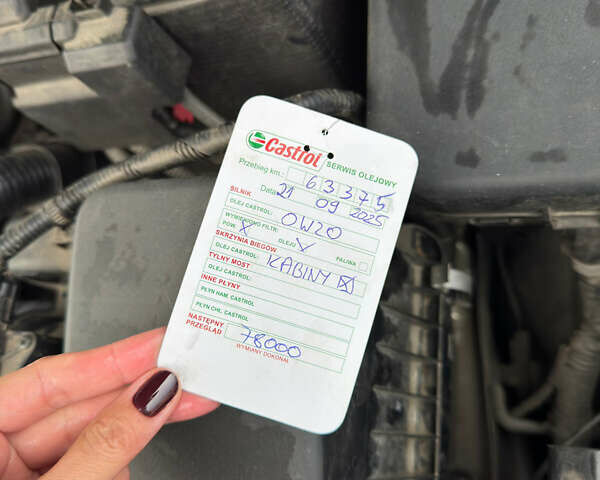 Castrol SERWIS OLEJOWY
Przebieg km.: 63375
Data 21 09 2025
SILNIK
OLEJ CASTROL: 0W20
WYMIENIONO FILTR:
POW. X OLEJU X PALIWA
SKRZYNIA BIEGÓW
OLEJ CASTROL: KABINY X
TYLNY MOST
OLEJ CASTROL:
INNE PŁYNY
PŁYN HAM. CASTROL
PŁYN CHŁ. CASTROL
NASTĘPNY PRZEGLĄD 78000
WYMIANY DOKONAŁ